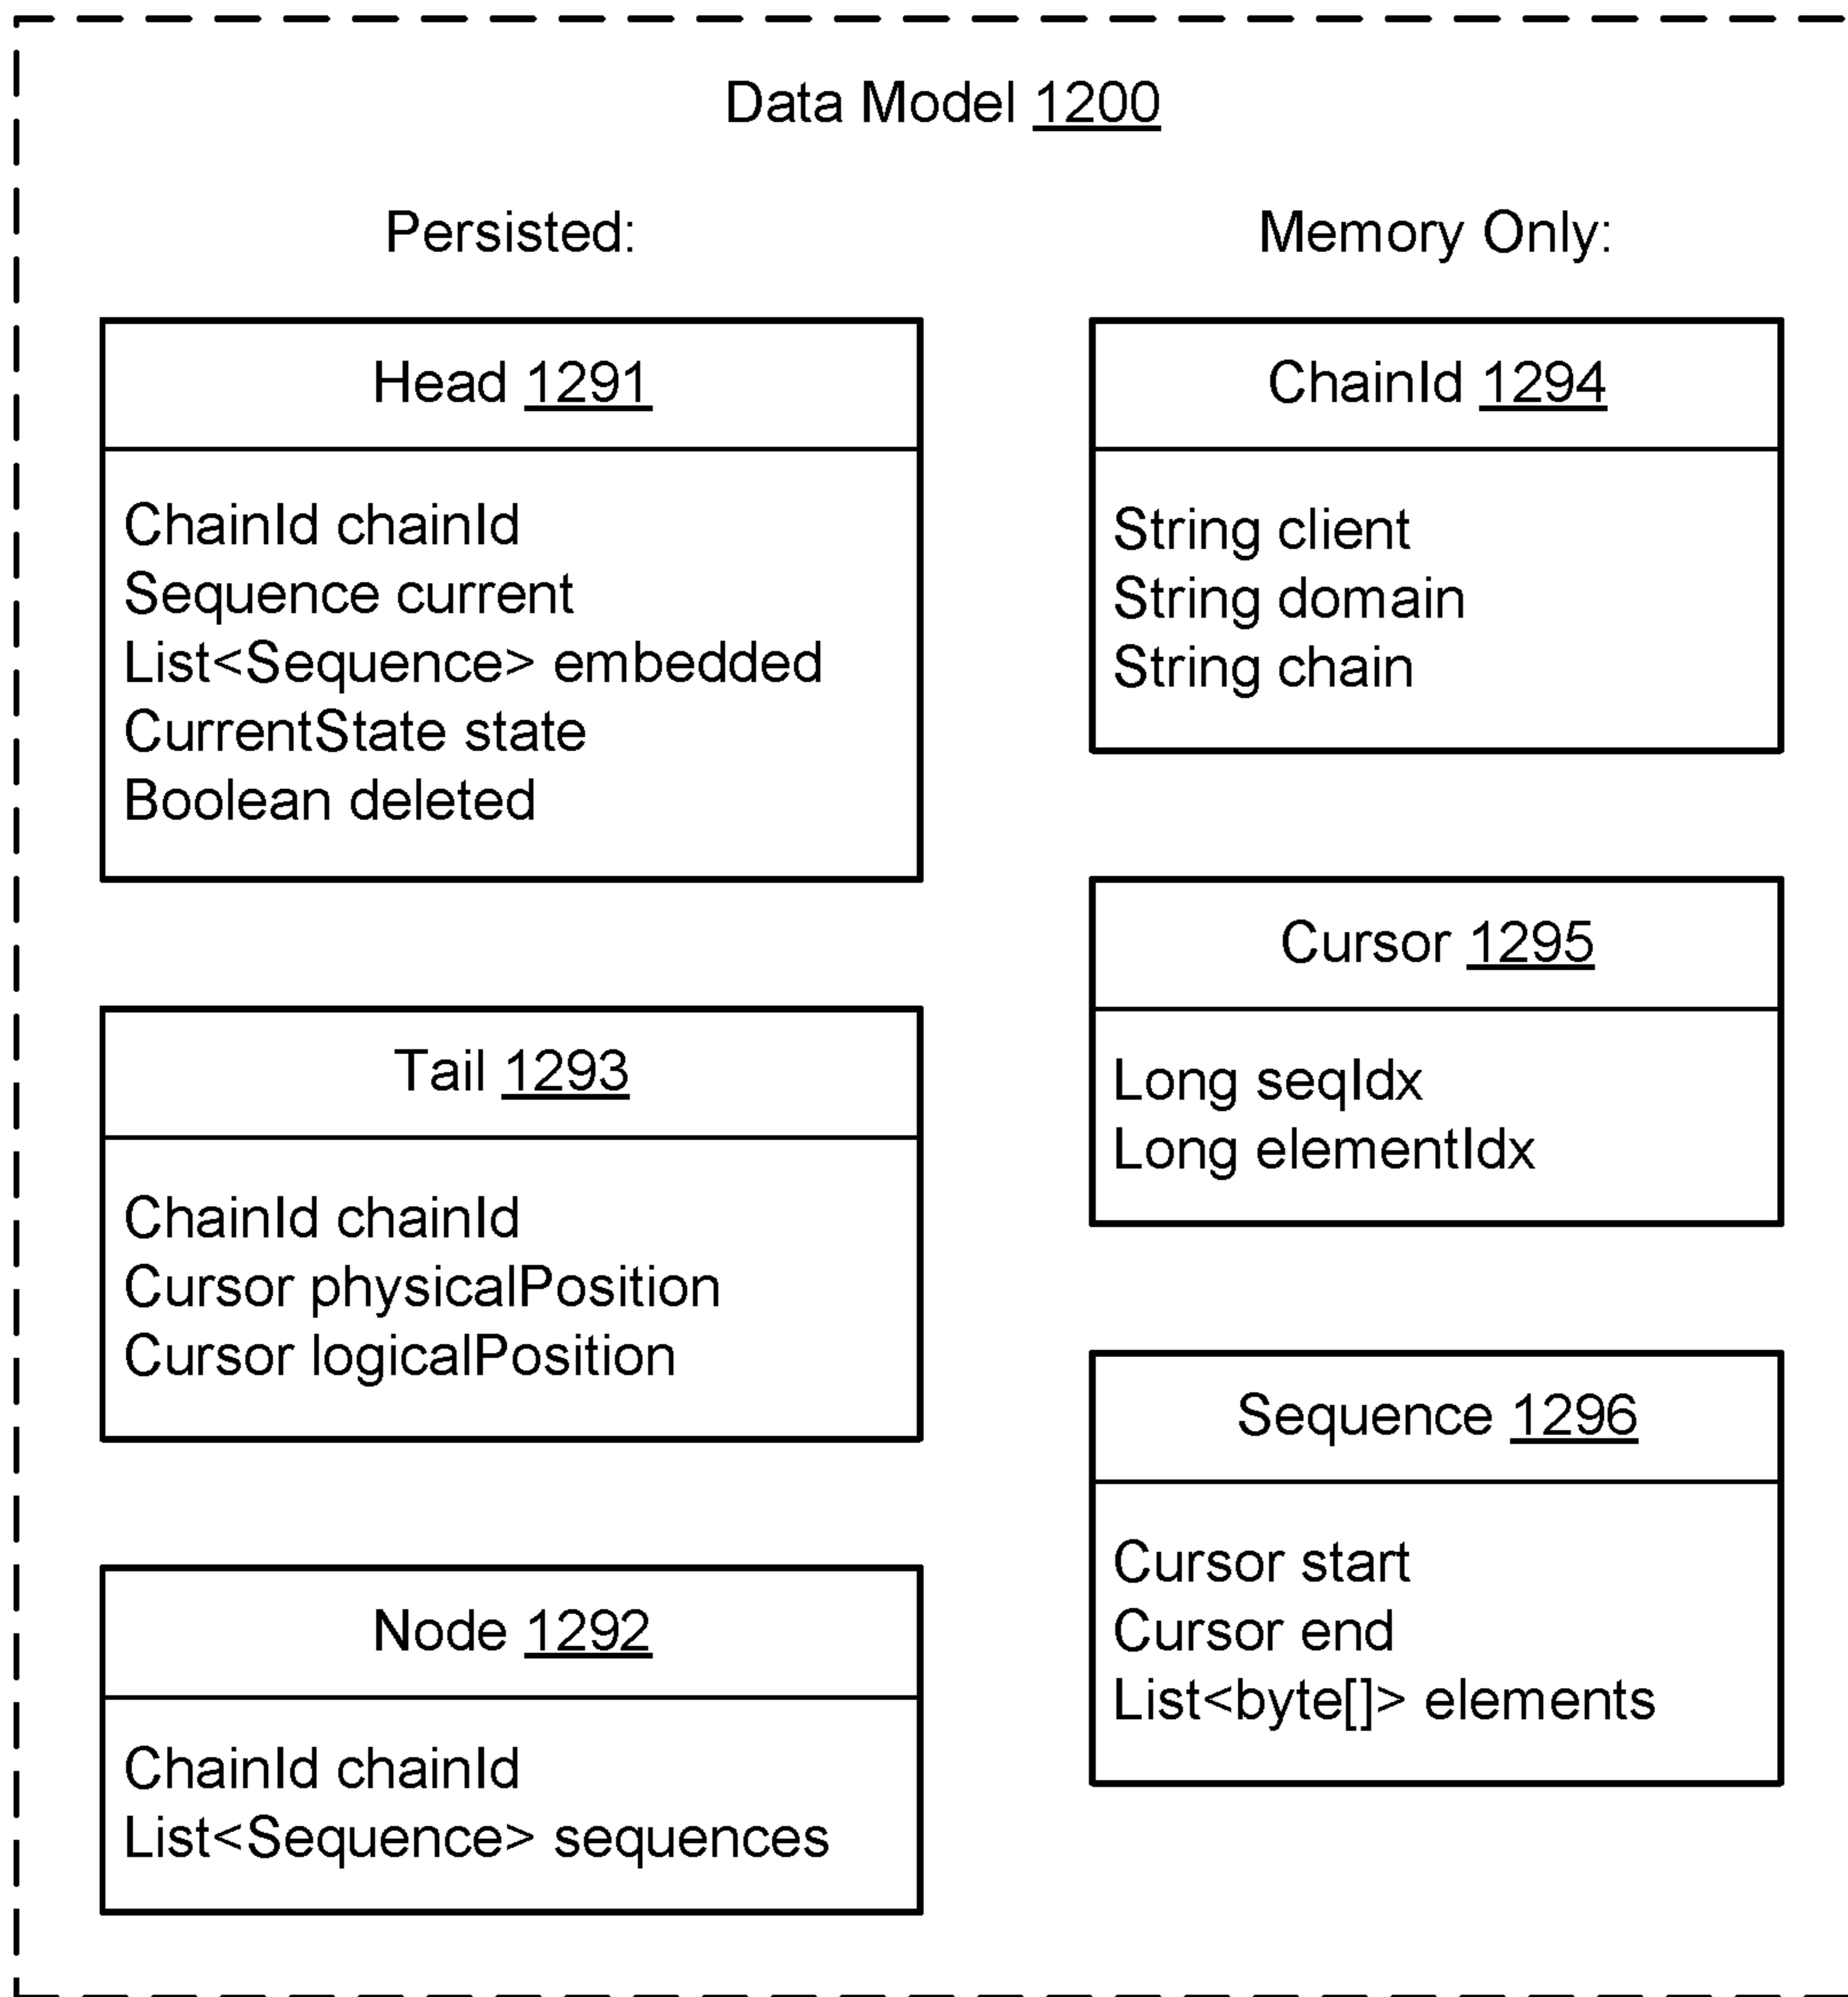 Data Model 1200
Persisted:
Head 1291
ChainId chainId
Sequence current
List<Sequence> embedded
CurrentState state
Boolean deleted
Tail 1293
ChainId chainId
Cursor physicalPosition
Cursor logicalPosition
Node 1292
ChainId chainId
List<Sequence> sequences
Memory Only:
ChainId 1294
String client
String domain
String chain
Cursor 1295
Long seqIdx
Long elementIdx
Sequence 1296
Cursor start
Cursor end
List<byte[]> elements